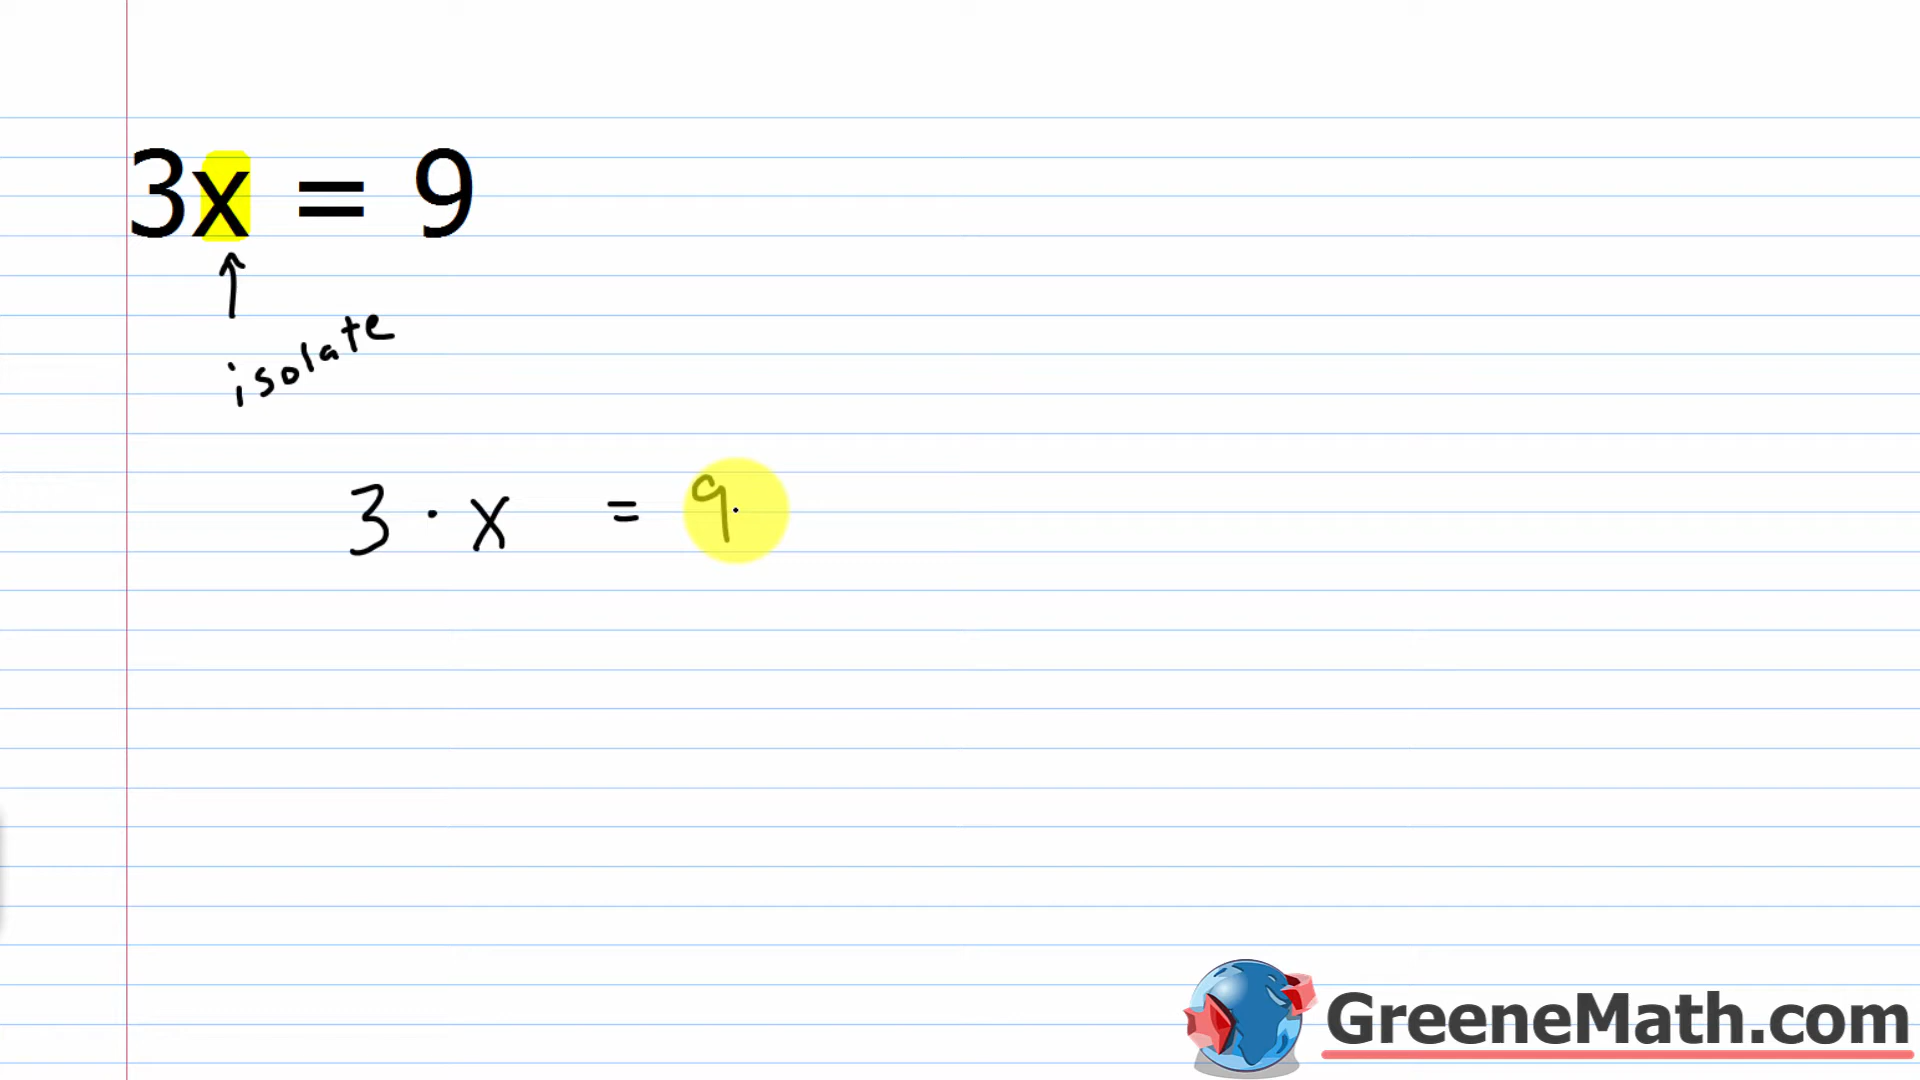 3x = 9
isolate
3 · x = 9
GreeneMath.com